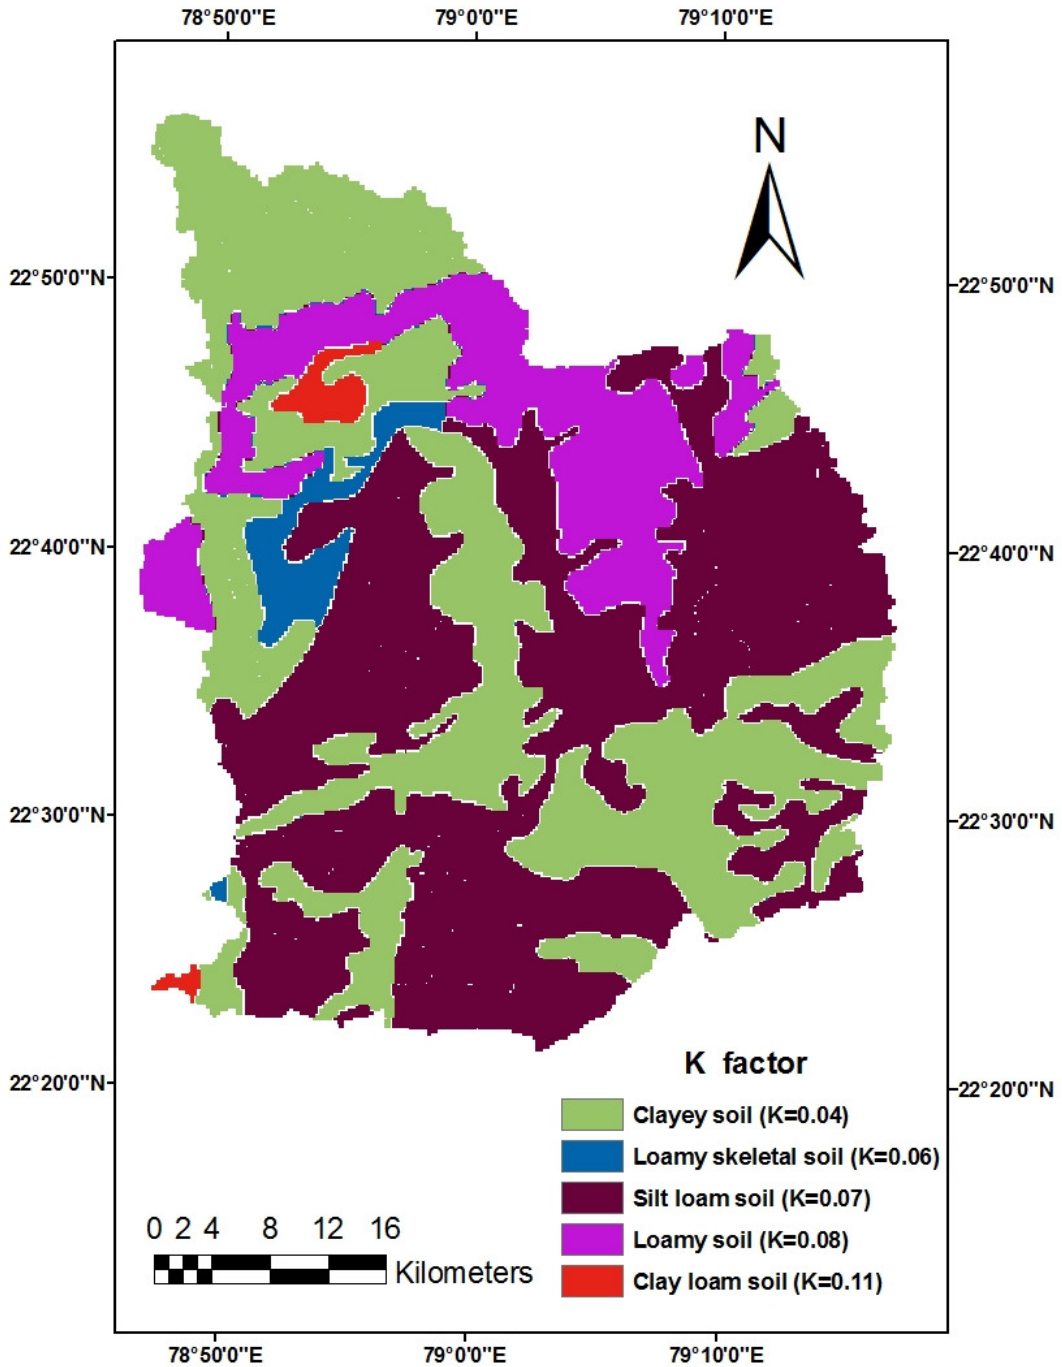 78°50'0"E 79°0'0"E 79°10'0"E
N
22°50'0"N 22°50'0"N
22°40'0"N 22°40'0"N
22°30'0"N 22°30'0"N
22°20'0"N 22°20'0"N
K factor
Clayey soil (K=0.04)
Loamy skeletal soil (K=0.06)
Silt loam soil (K=0.07)
Loamy soil (K=0.08)
Clay loam soil (K=0.11)
0 2 4 8 12 16
Kilometers
78°50'0"E 79°0'0"E 79°10'0"E